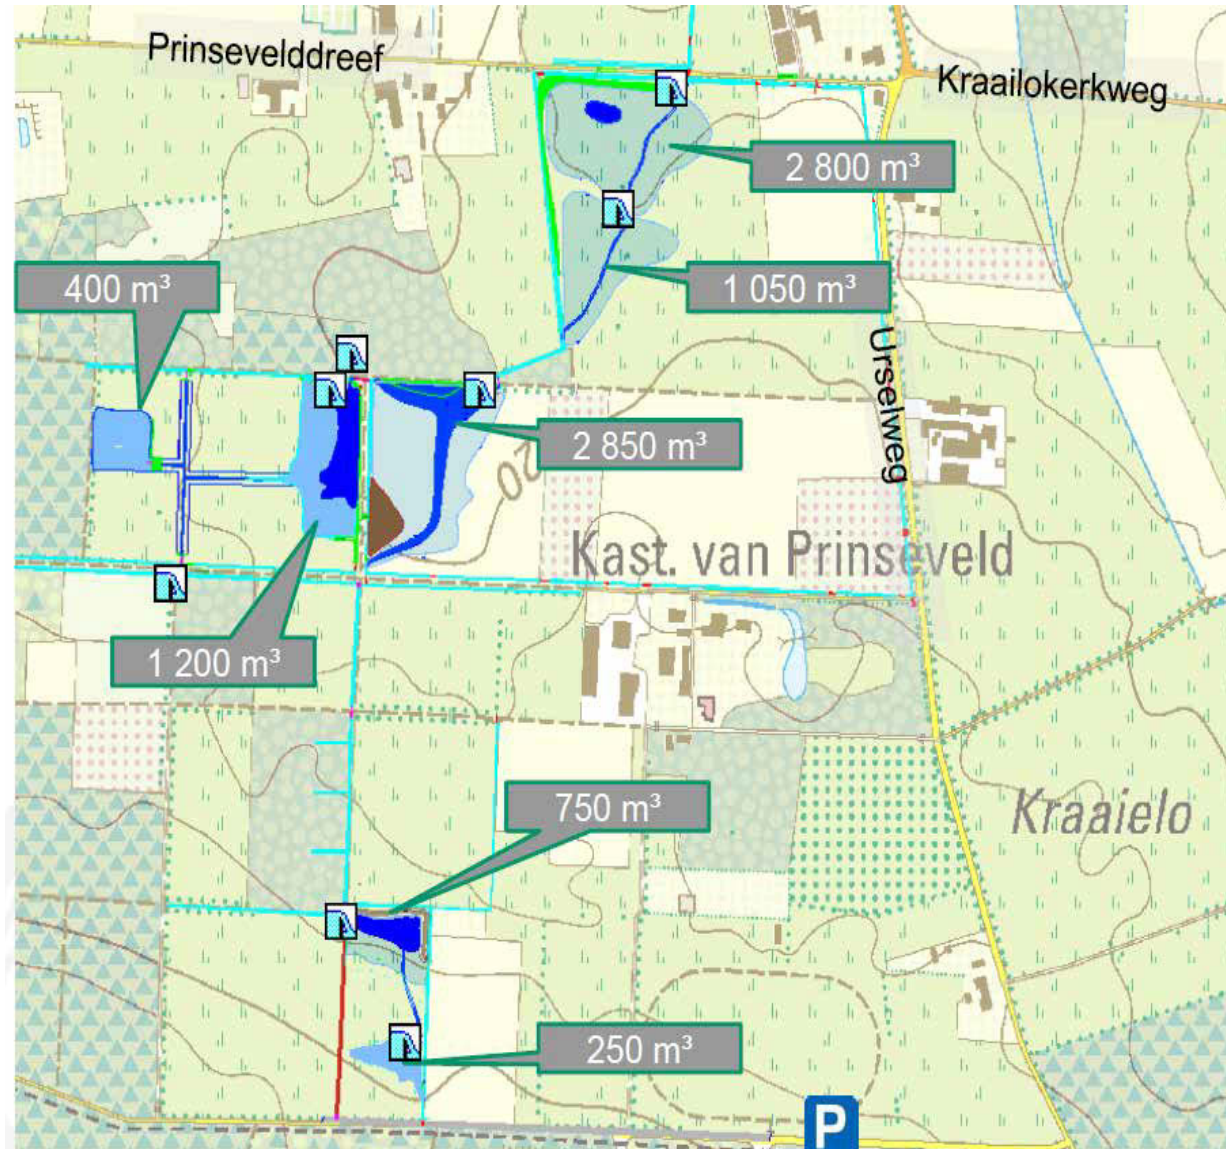 Prinsevelddreef
Kraailokerkweg
2 800 m³
400 m³
1 050 m³
Urselweg
2 850 m³
20
Kast. van Prinseveld
1 200 m³
750 m³
Kraaielo
250 m³
P